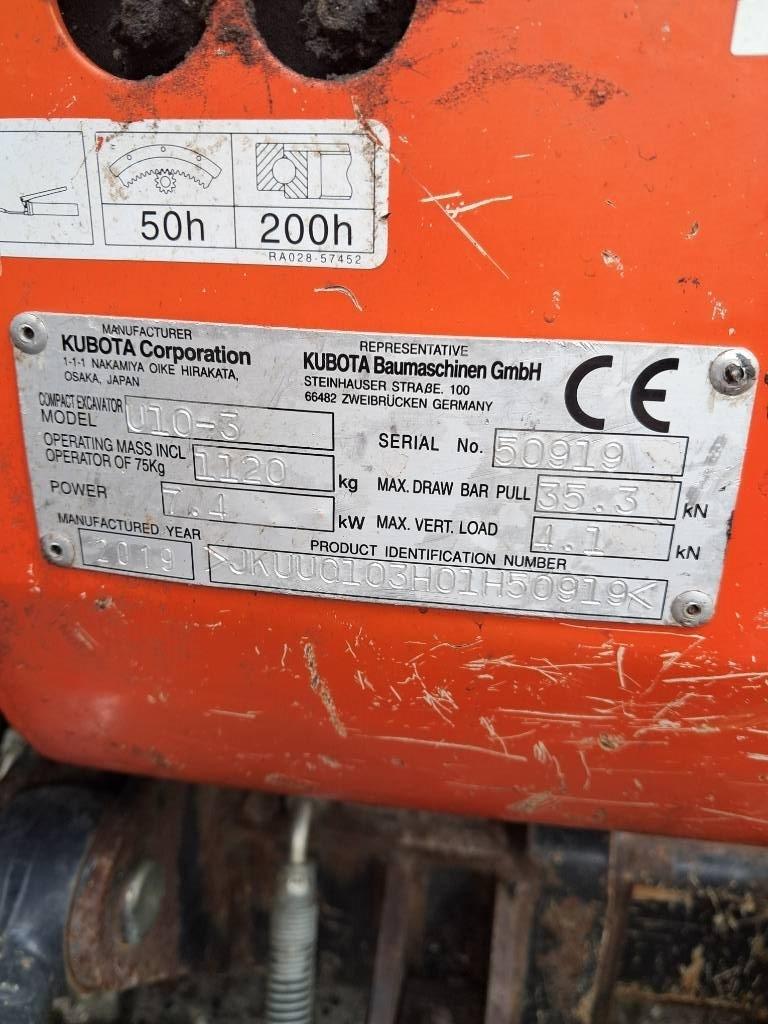 50h 200h
RA028-57452
MANUFACTURER
KUBOTA Corporation
1-1-1 NAKAMIYA OIKE HIRAKATA,
OSAKA, JAPAN
REPRESENTATIVE
KUBOTA Baumaschinen GmbH
STEINHAUSER STRAßE. 100
66482 ZWEIBRÜCKEN GERMANY
CE
COMPACT EXCAVATOR
MODEL U10-3
SERIAL No. 50919
OPERATING MASS INCL
OPERATOR OF 75Kg 1120 kg
MAX. DRAW BAR PULL 35.3 kN
POWER 7.4 kW
MAX. VERT. LOAD 4.1 kN
MANUFACTURED YEAR
2019
PRODUCT IDENTIFICATION NUMBER
>JKUU0103H01H50919<